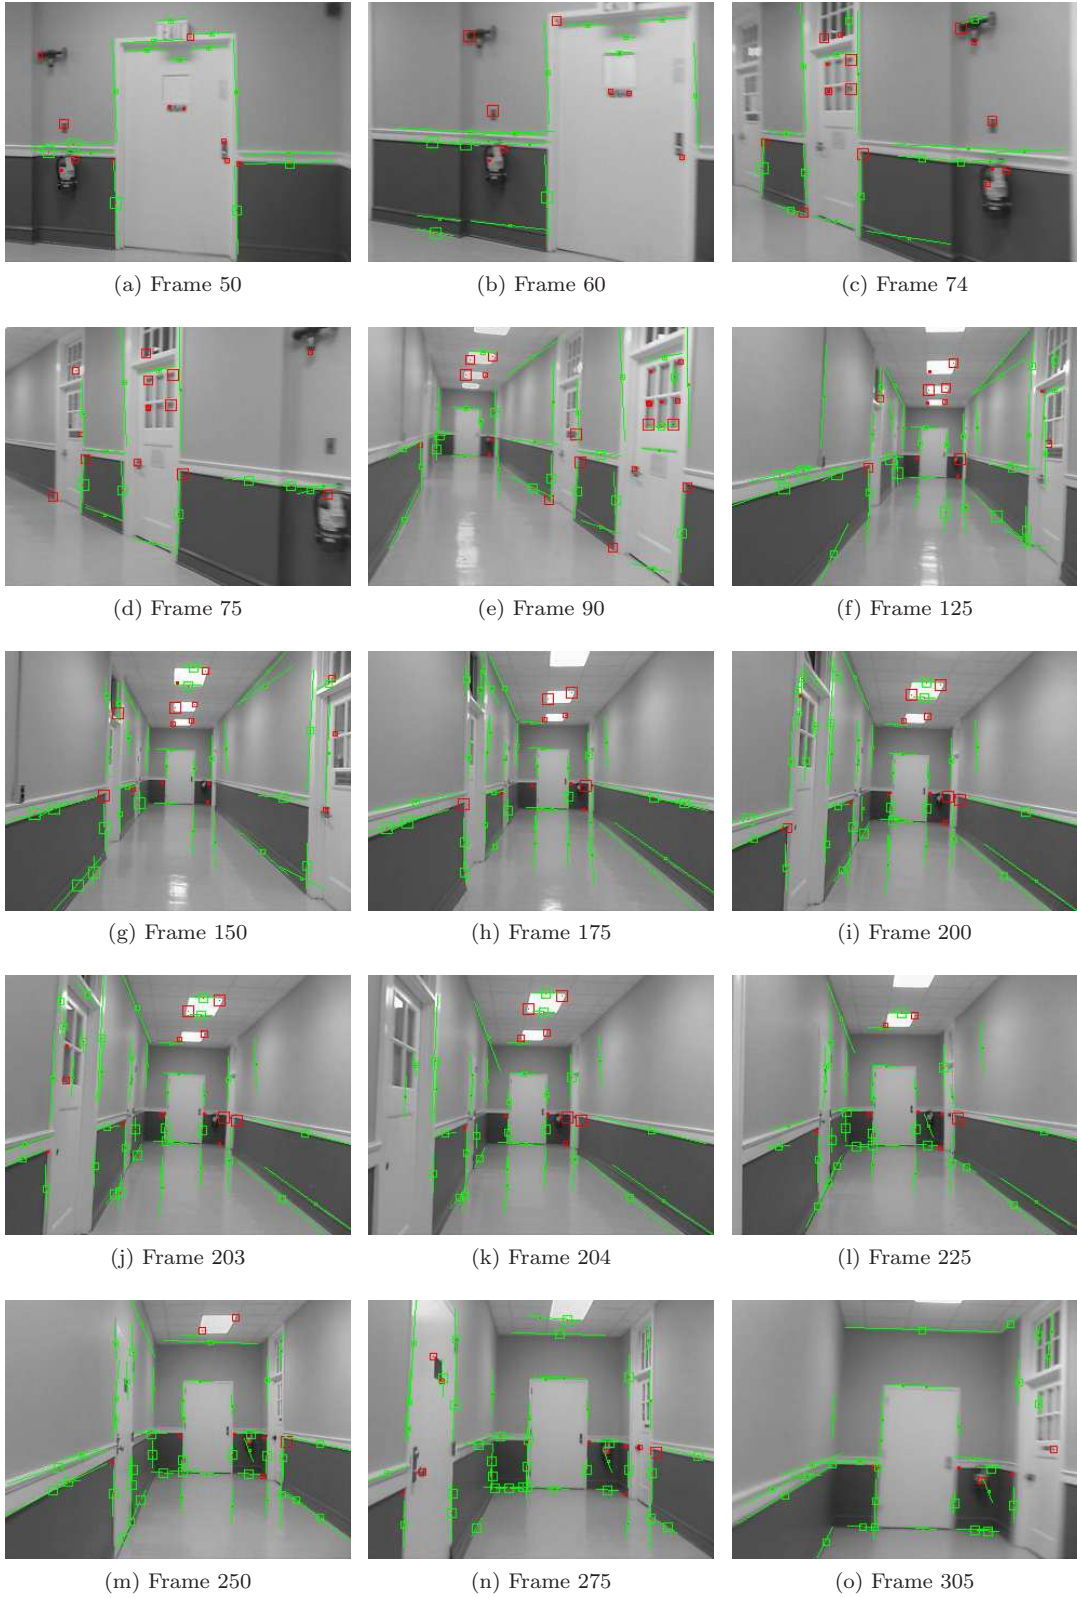 (a) Frame 50
(b) Frame 60
(c) Frame 74
(d) Frame 75
(e) Frame 90
(f) Frame 125
(g) Frame 150
(h) Frame 175
(i) Frame 200
(j) Frame 203
(k) Frame 204
(l) Frame 225
(m) Frame 250
(n) Frame 275
(o) Frame 305